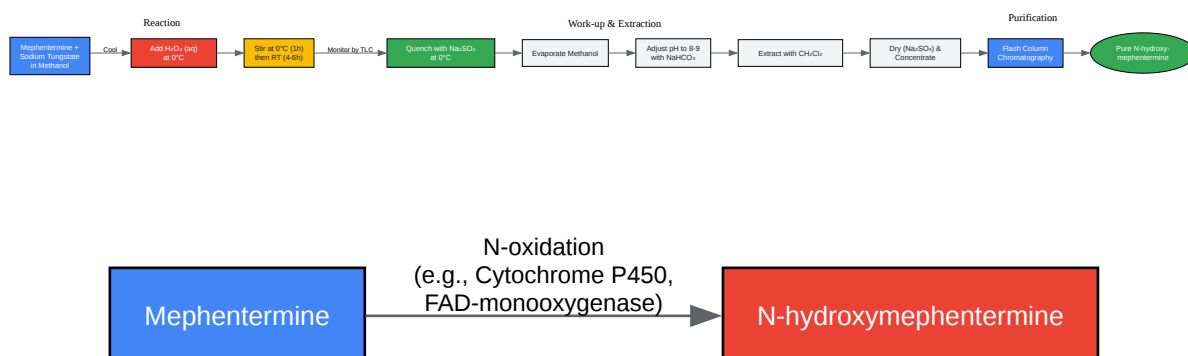 Reaction
Work-up & Extraction
Purification
Mephentermine +
Sodium Tungstate
in Methanol
Cool
Add H₂O₂ (aq)
at 0°C
Stir at 0°C (1h)
then RT (4-6h)
Monitor by TLC
Quench with Na₂SO₃
at 0°C
Evaporate Methanol
Adjust pH to 8-9
with NaHCO₃
Extract with CH₂Cl₂
Dry (Na₂SO₄) &
Concentrate
Flash Column
Chromatography
Pure N-hydroxy-
mephentermine
N-oxidation
(e.g., Cytochrome P450,
FAD-monooxygenase)
Mephentermine
N-hydroxymephentermine